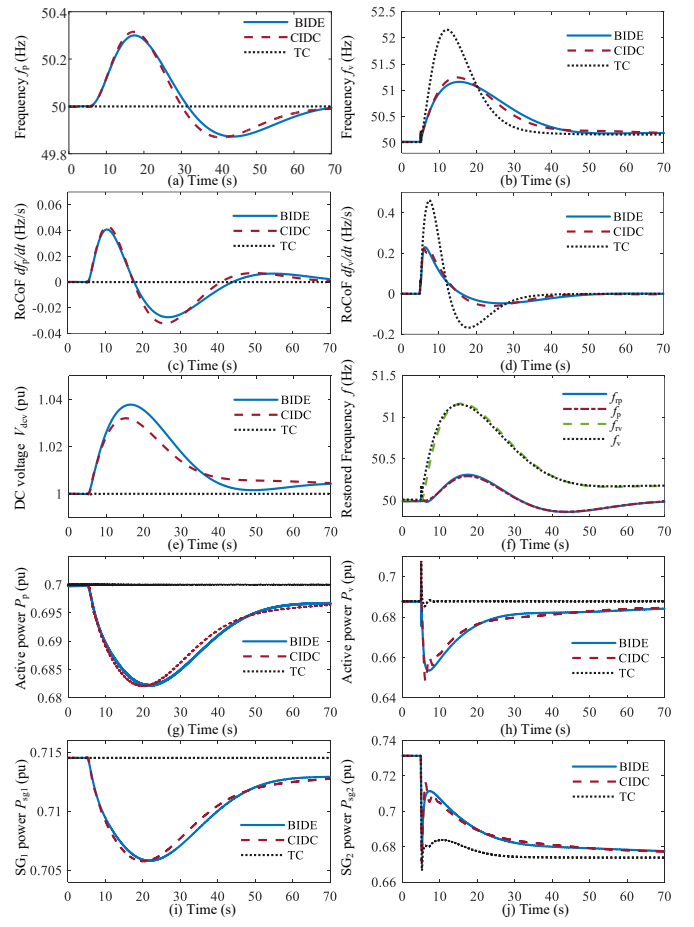 50.4
50
49.8
Frequency fp (Hz)
BIDE
CIDC
TC
0 10 20 30 40 50 60 70
(a) Time (s)
52.5
52
51.5
51
50.5
50
Frequency fv (Hz)
BIDE
CIDC
TC
0 10 20 30 40 50 60 70
(b) Time (s)
0.06
0.04
0.02
0
-0.02
-0.04
RoCoF dfp/dt (Hz/s)
BIDE
CIDC
TC
0 10 20 30 40 50 60 70
(c) Time (s)
0.4
0.2
0
-0.2
RoCoF dfv/dt (Hz/s)
BIDE
CIDC
TC
0 10 20 30 40 50 60 70
(d) Time (s)
1.04
1.02
1
DC voltage Vdcv (pu)
BIDE
CIDC
TC
0 10 20 30 40 50 60 70
(e) Time (s)
51.5
51
50.5
50
Restored Frequency f (Hz)
frp
fp
frv
fv
0 10 20 30 40 50 60 70
(f) Time (s)
0.7
0.695
0.69
0.685
0.68
Active power Pp (pu)
BIDE
CIDC
TC
0 10 20 30 40 50 60 70
(g) Time (s)
0.7
0.68
0.66
0.64
Active power Pv (pu)
BIDE
CIDC
TC
0 10 20 30 40 50 60 70
(h) Time (s)
0.715
0.71
0.705
SG1 power Psg1 (pu)
BIDE
CIDC
TC
0 10 20 30 40 50 60 70
(i) Time (s)
0.74
0.72
0.70
0.68
0.66
SG2 power Psg2 (pu)
BIDE
CIDC
TC
0 10 20 30 40 50 60 70
(j) Time (s)